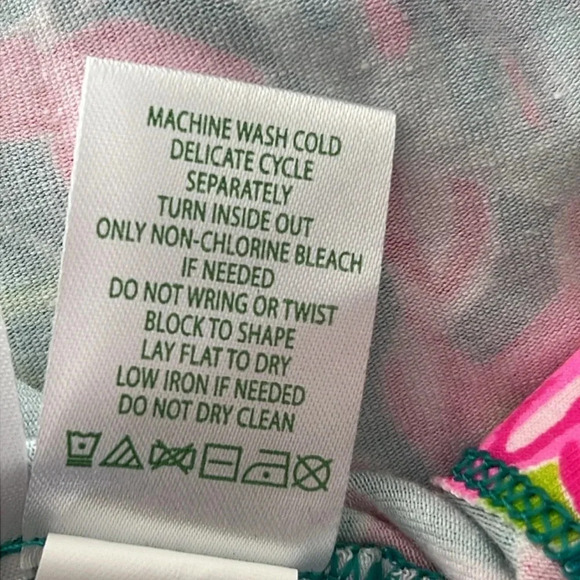 MACHINE WASH COLD
DELICATE CYCLE
SEPARATELY
TURN INSIDE OUT
ONLY NON-CHLORINE BLEACH
IF NEEDED
DO NOT WRING OR TWIST
BLOCK TO SHAPE
LAY FLAT TO DRY
LOW IRON IF NEEDED
DO NOT DRY CLEAN